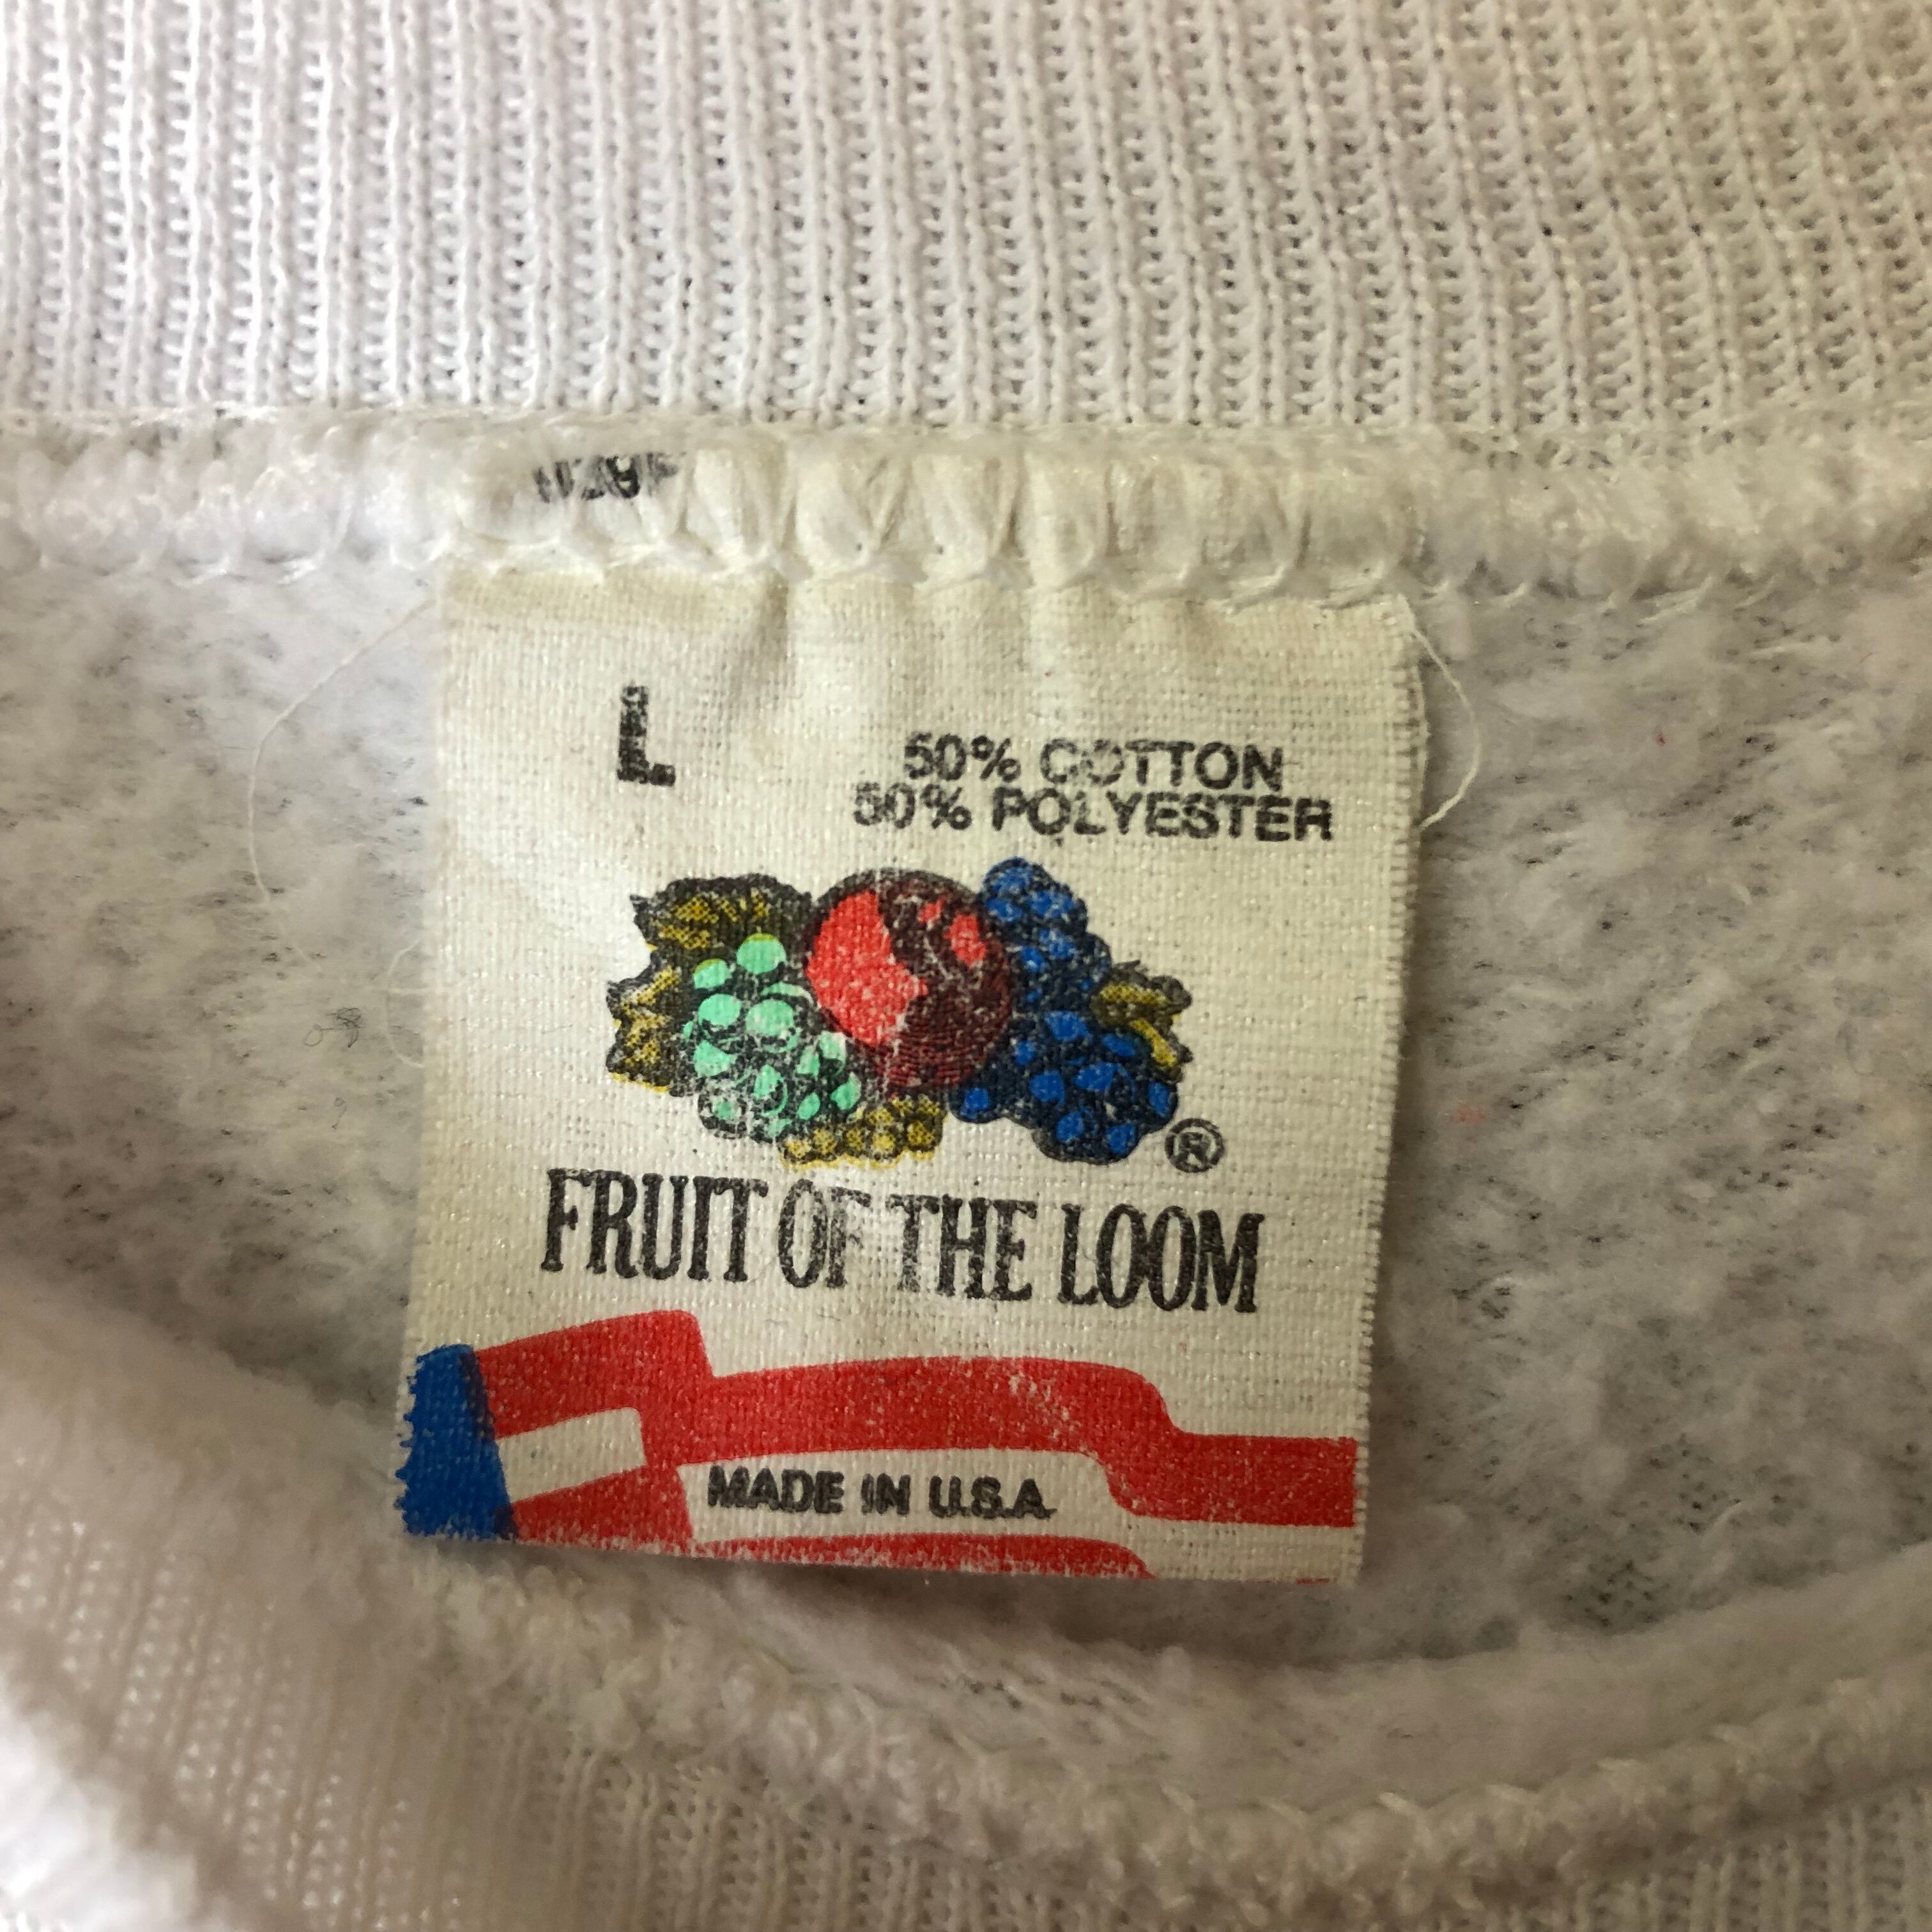 L
50% COTTON
50% POLYESTER
®
FRUIT OF THE LOOM
MADE IN U.S.A.